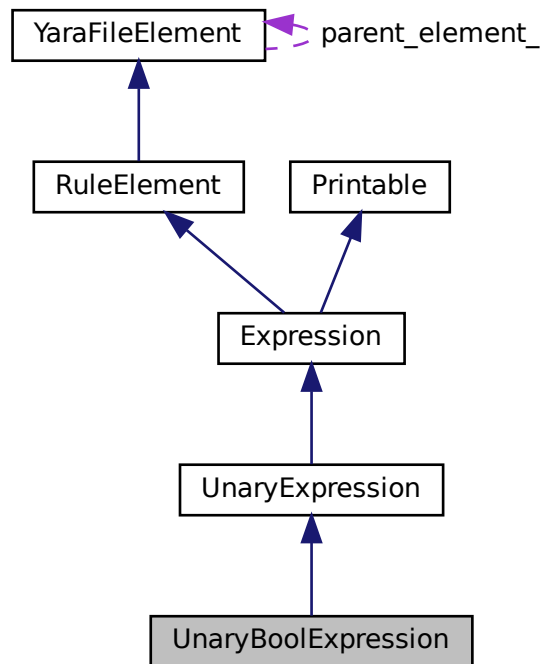 YaraFileElement
parent_element_
RuleElement
Printable
Expression
UnaryExpression
UnaryBoolExpression